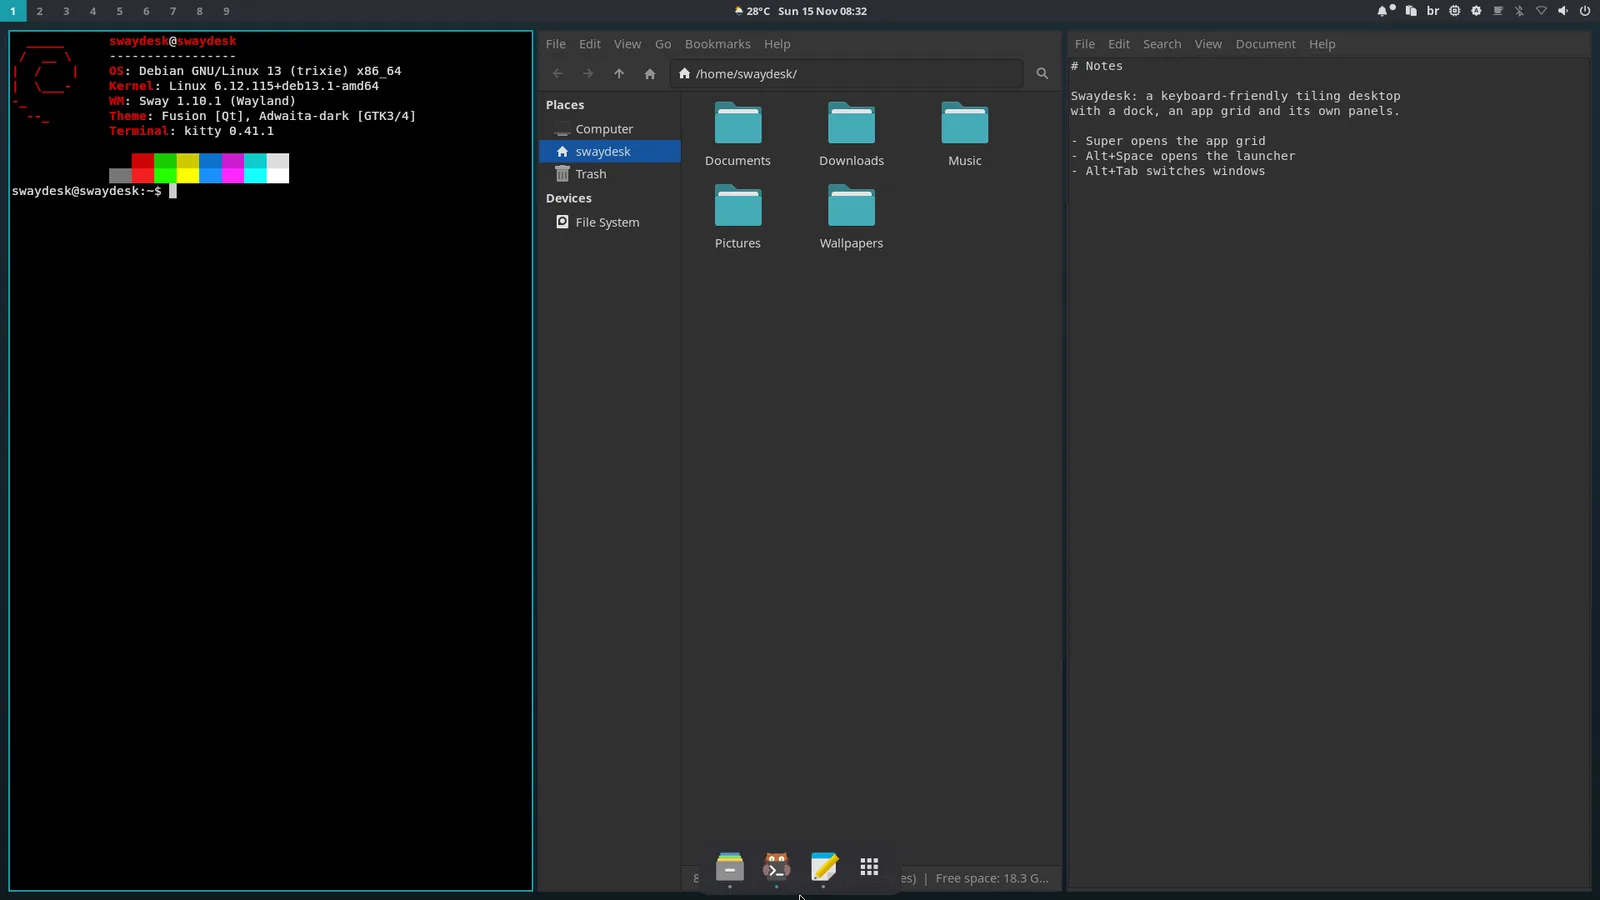 1 2 3 4 5 6 7 8 9
28°C Sun 15 Nov 08:32
br
swaydesk@swaydesk
-----------------
OS: Debian GNU/Linux 13 (trixie) x86_64
Kernel: Linux 6.12.115+deb13.1-amd64
WM: Sway 1.10.1 (Wayland)
Theme: Fusion [Qt], Adwaita-dark [GTK3/4]
Terminal: kitty 0.41.1
swaydesk@swaydesk:~$
File Edit View Go Bookmarks Help
/home/swaydesk/
Places
Computer
swaydesk
Trash
Devices
File System
Documents Downloads Music
Pictures Wallpapers
8
es) | Free space: 18.3 G...
File Edit Search View Document Help
# Notes
Swaydesk: a keyboard-friendly tiling desktop
with a dock, an app grid and its own panels.
- Super opens the app grid
- Alt+Space opens the launcher
- Alt+Tab switches windows